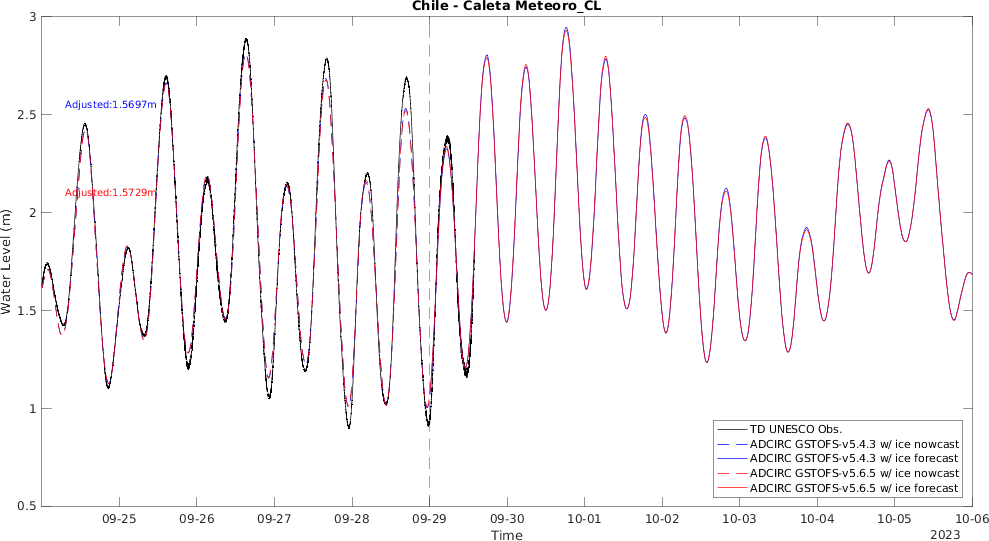 Chile - Caleta Meteoro_CL
3
2.5
2
1.5
1
0.5
Water Level (m)
Adjusted:1.5697m
Adjusted:1.5729m
TD UNESCO Obs.
ADCIRC GSTOFS-v5.4.3 w/ ice nowcast
ADCIRC GSTOFS-v5.4.3 w/ ice forecast
ADCIRC GSTOFS-v5.6.5 w/ ice nowcast
ADCIRC GSTOFS-v5.6.5 w/ ice forecast
09-25 09-26 09-27 09-28 09-29 09-30 10-01 10-02 10-03 10-04 10-05 10-06
Time
2023